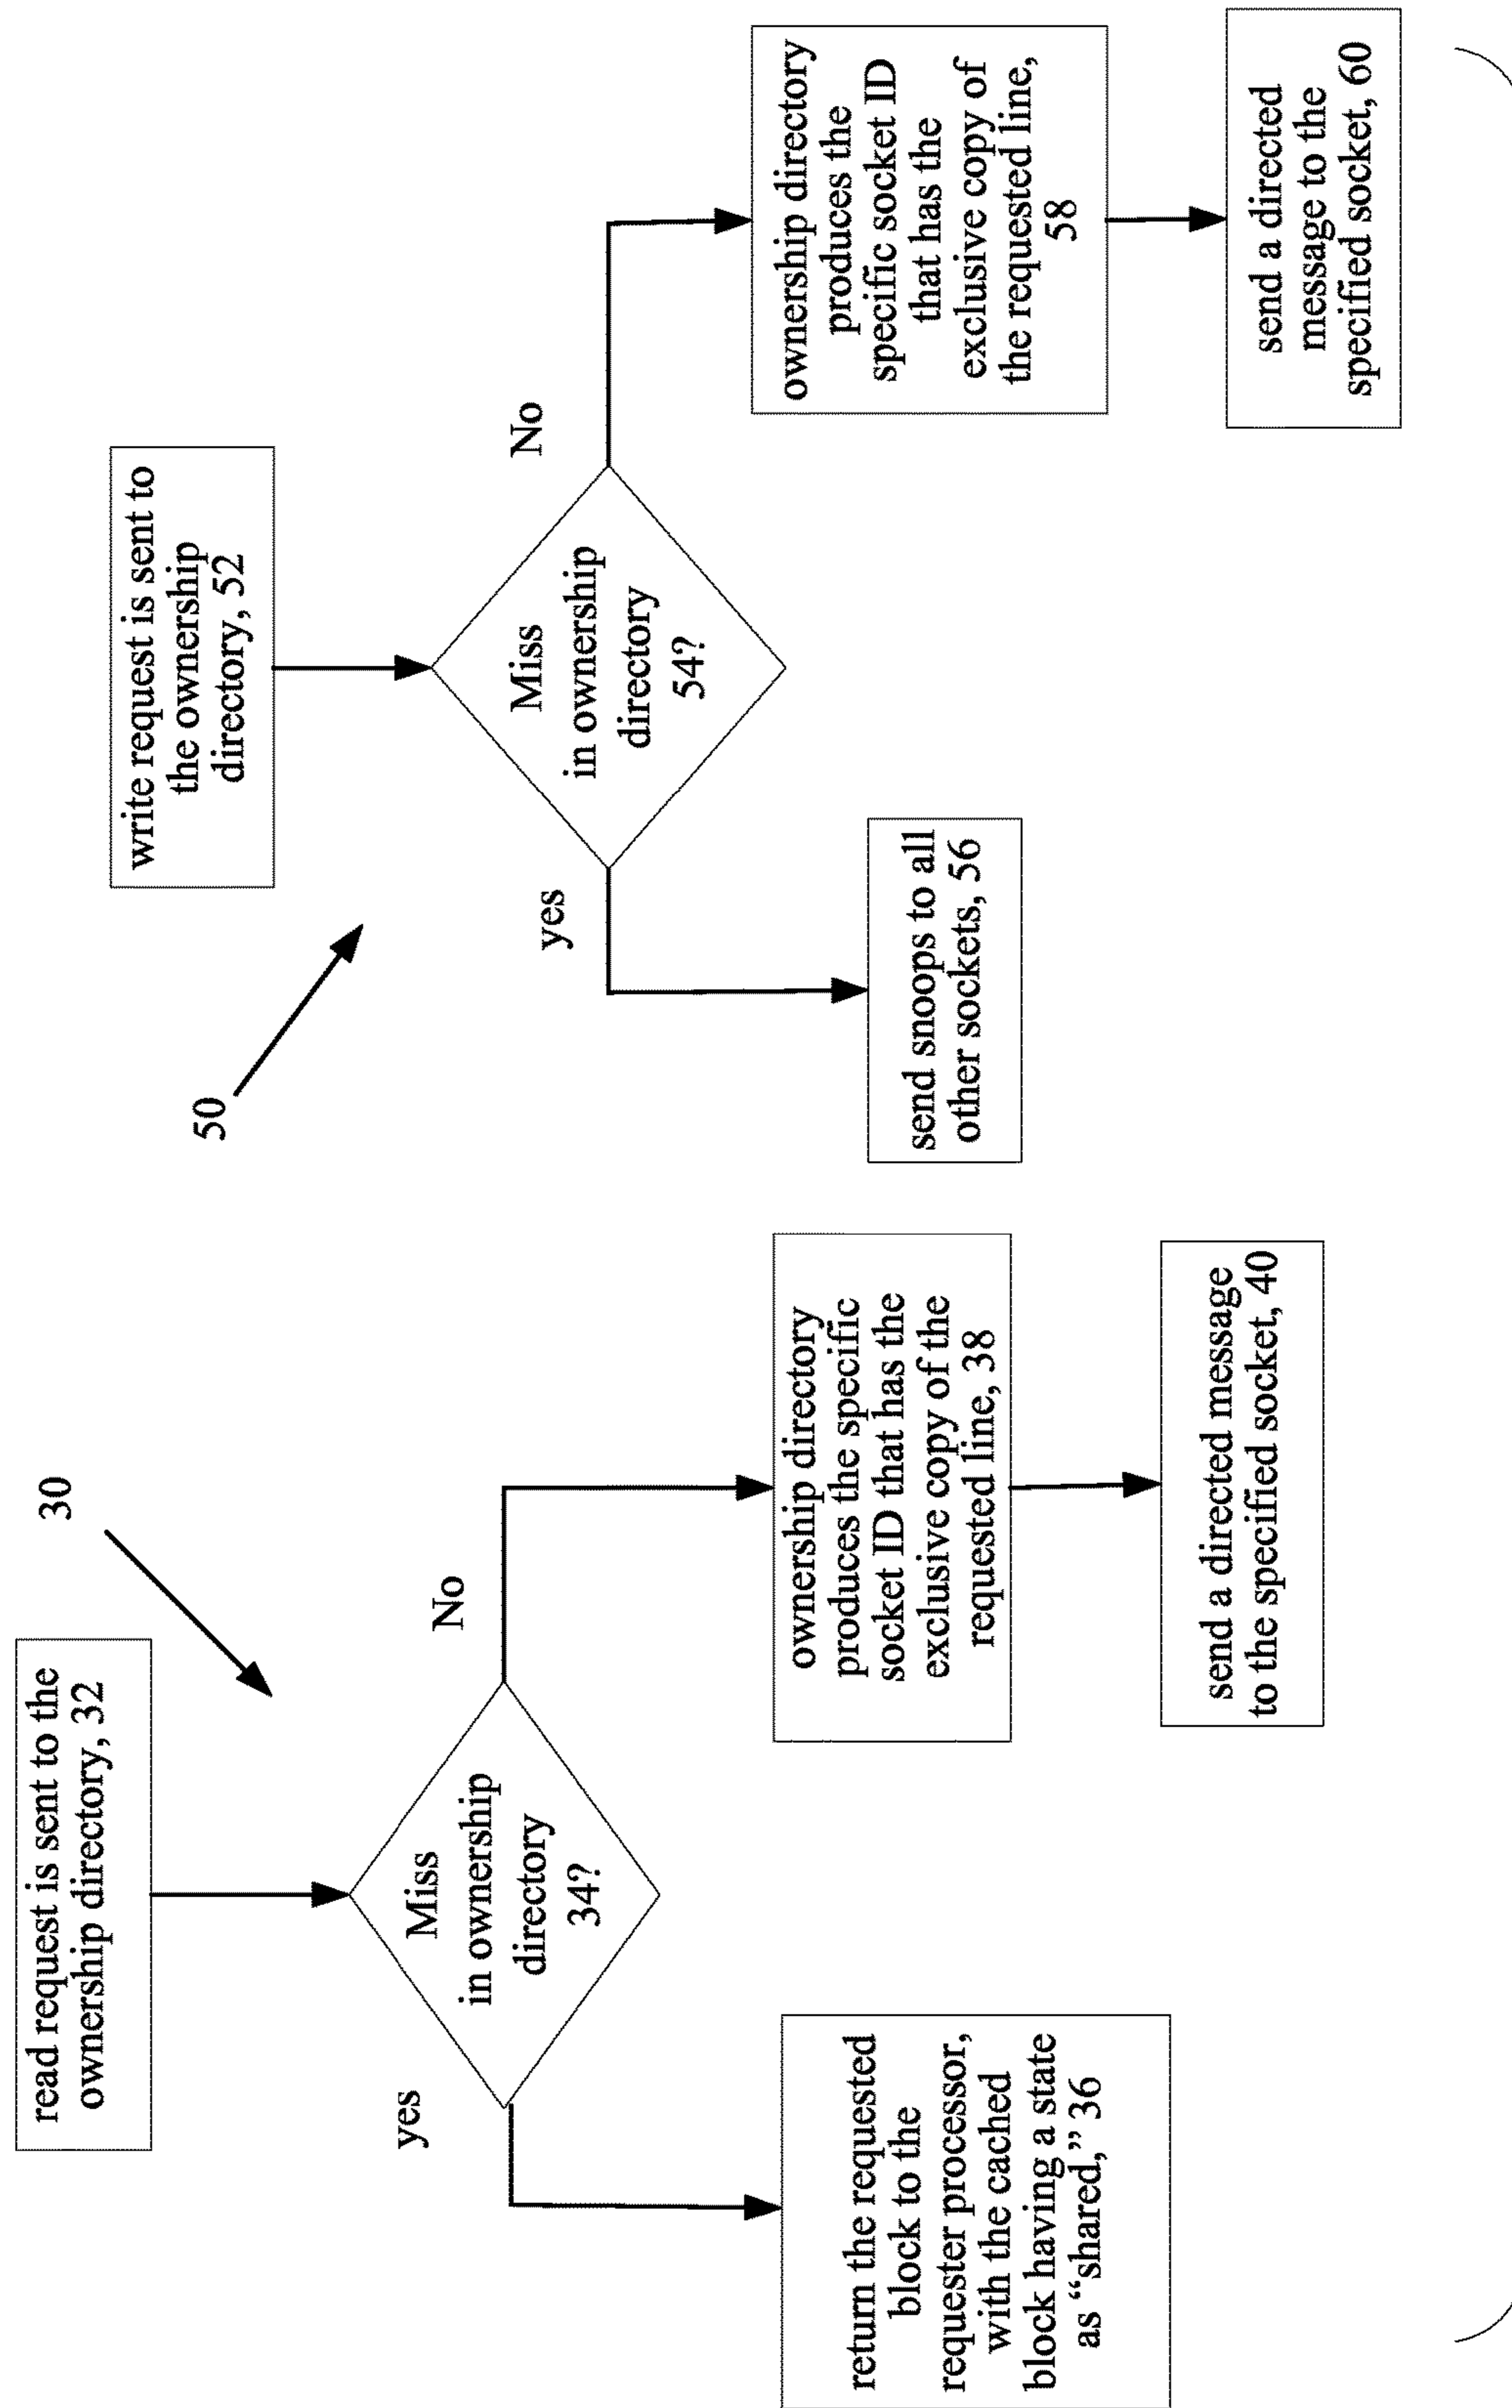 30
read request is sent to the
ownership directory, 32
Miss
in ownership
directory
34?
yes
No
return the requested
block to the
requester processor,
with the cached
block having a state
as “shared,” 36
ownership directory
produces the specific
socket ID that has the
exclusive copy of the
requested line, 38
send a directed message
to the specified socket, 40
50
write request is sent to
the ownership
directory, 52
Miss
in ownership
directory
54?
yes
No
send snoops to all
other sockets, 56
ownership directory
produces the
specific socket ID
that has the
exclusive copy of
the requested line,
58
send a directed
message to the
specified socket, 60